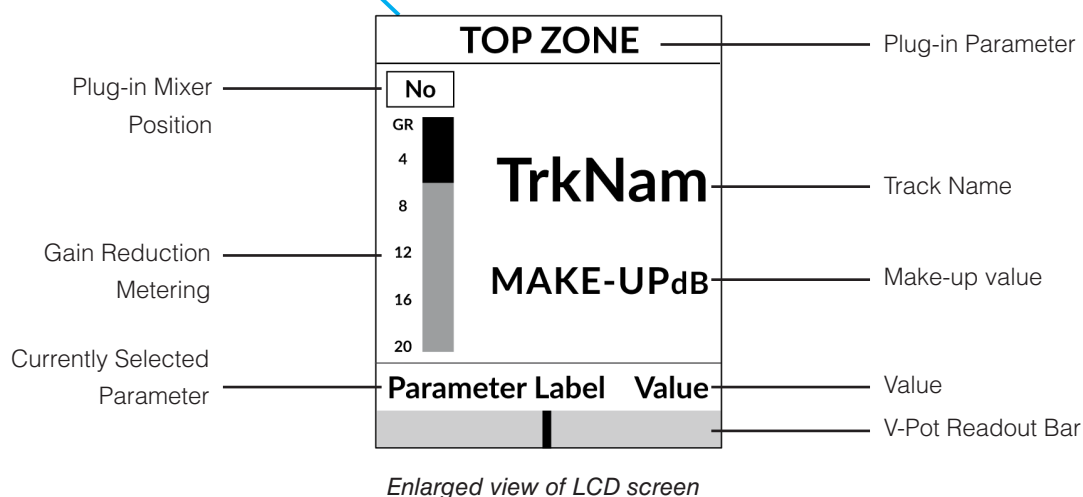 TOP ZONE
Plug-in Parameter
Plug-in Mixer
Position
No
GR
4
8
12
16
20
TrkNam
Track Name
Gain Reduction
Metering
MAKE-UPdB
Make-up value
Currently Selected
Parameter
Parameter Label Value
Value
V-Pot Readout Bar
Enlarged view of LCD screen